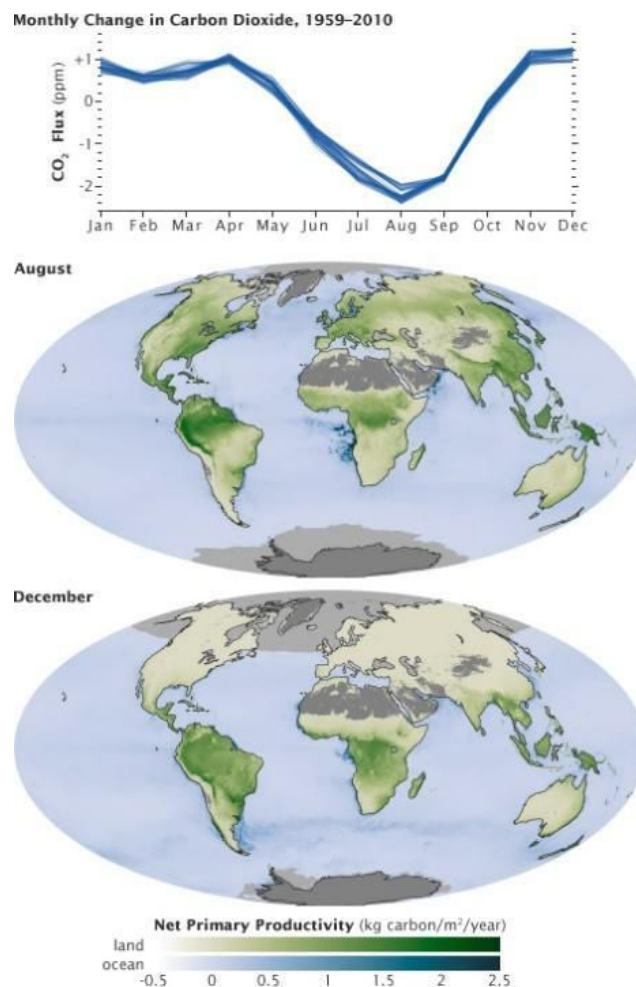 Monthly Change in Carbon Dioxide, 1959–2010
CO2 Flux (ppm)
+1
0
-1
-2
Jan Feb Mar Apr May Jun Jul Aug Sep Oct Nov Dec
August
December
Net Primary Productivity (kg carbon/m²/year)
land
ocean
-0.5 0 0.5 1 1.5 2 2.5